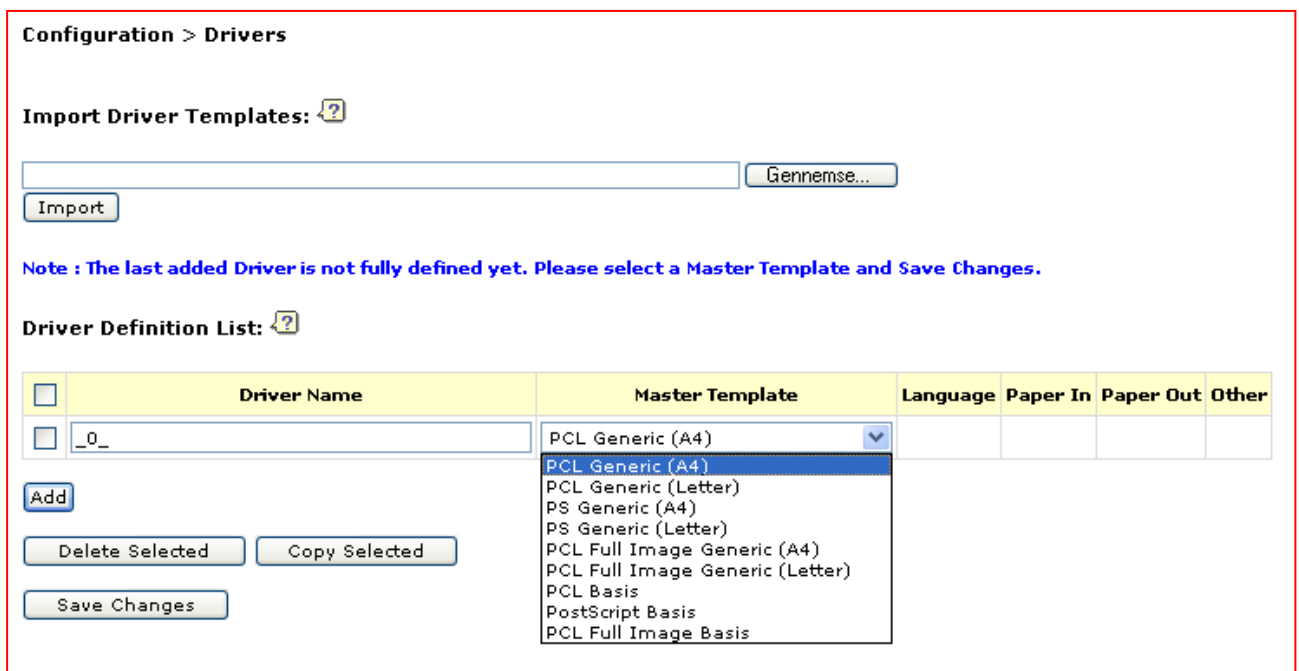 Configuration > Drivers
Import Driver Templates: ?
Gennemse...
Import
Note : The last added Driver is not fully defined yet. Please select a Master Template and Save Changes.
Driver Definition List: ?
Driver Name Master Template Language Paper In Paper Out Other
_0_ PCL Generic (A4)
PCL Generic (A4)
PCL Generic (Letter)
PS Generic (A4)
PS Generic (Letter)
PCL Full Image Generic (A4)
PCL Full Image Generic (Letter)
PCL Basis
PostScript Basis
PCL Full Image Basis
Add
Delete Selected Copy Selected
Save Changes